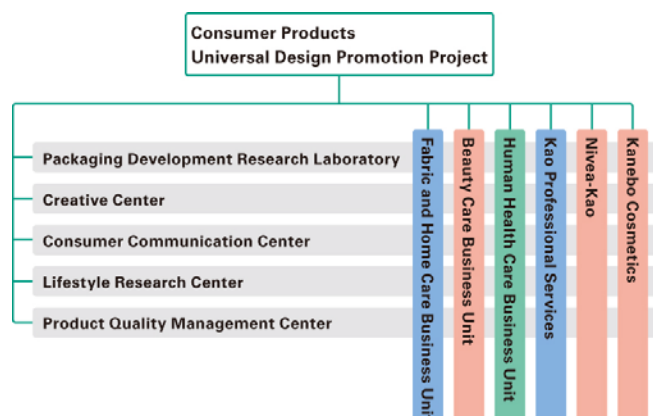 Consumer Products
Universal Design Promotion Project
Packaging Development Research Laboratory
Creative Center
Consumer Communication Center
Lifestyle Research Center
Product Quality Management Center
Fabric and Home Care Business Unit
Beauty Care Business Unit
Human Health Care Business Unit
Kao Professional Services
Nivea-Kao
Kanebo Cosmetics